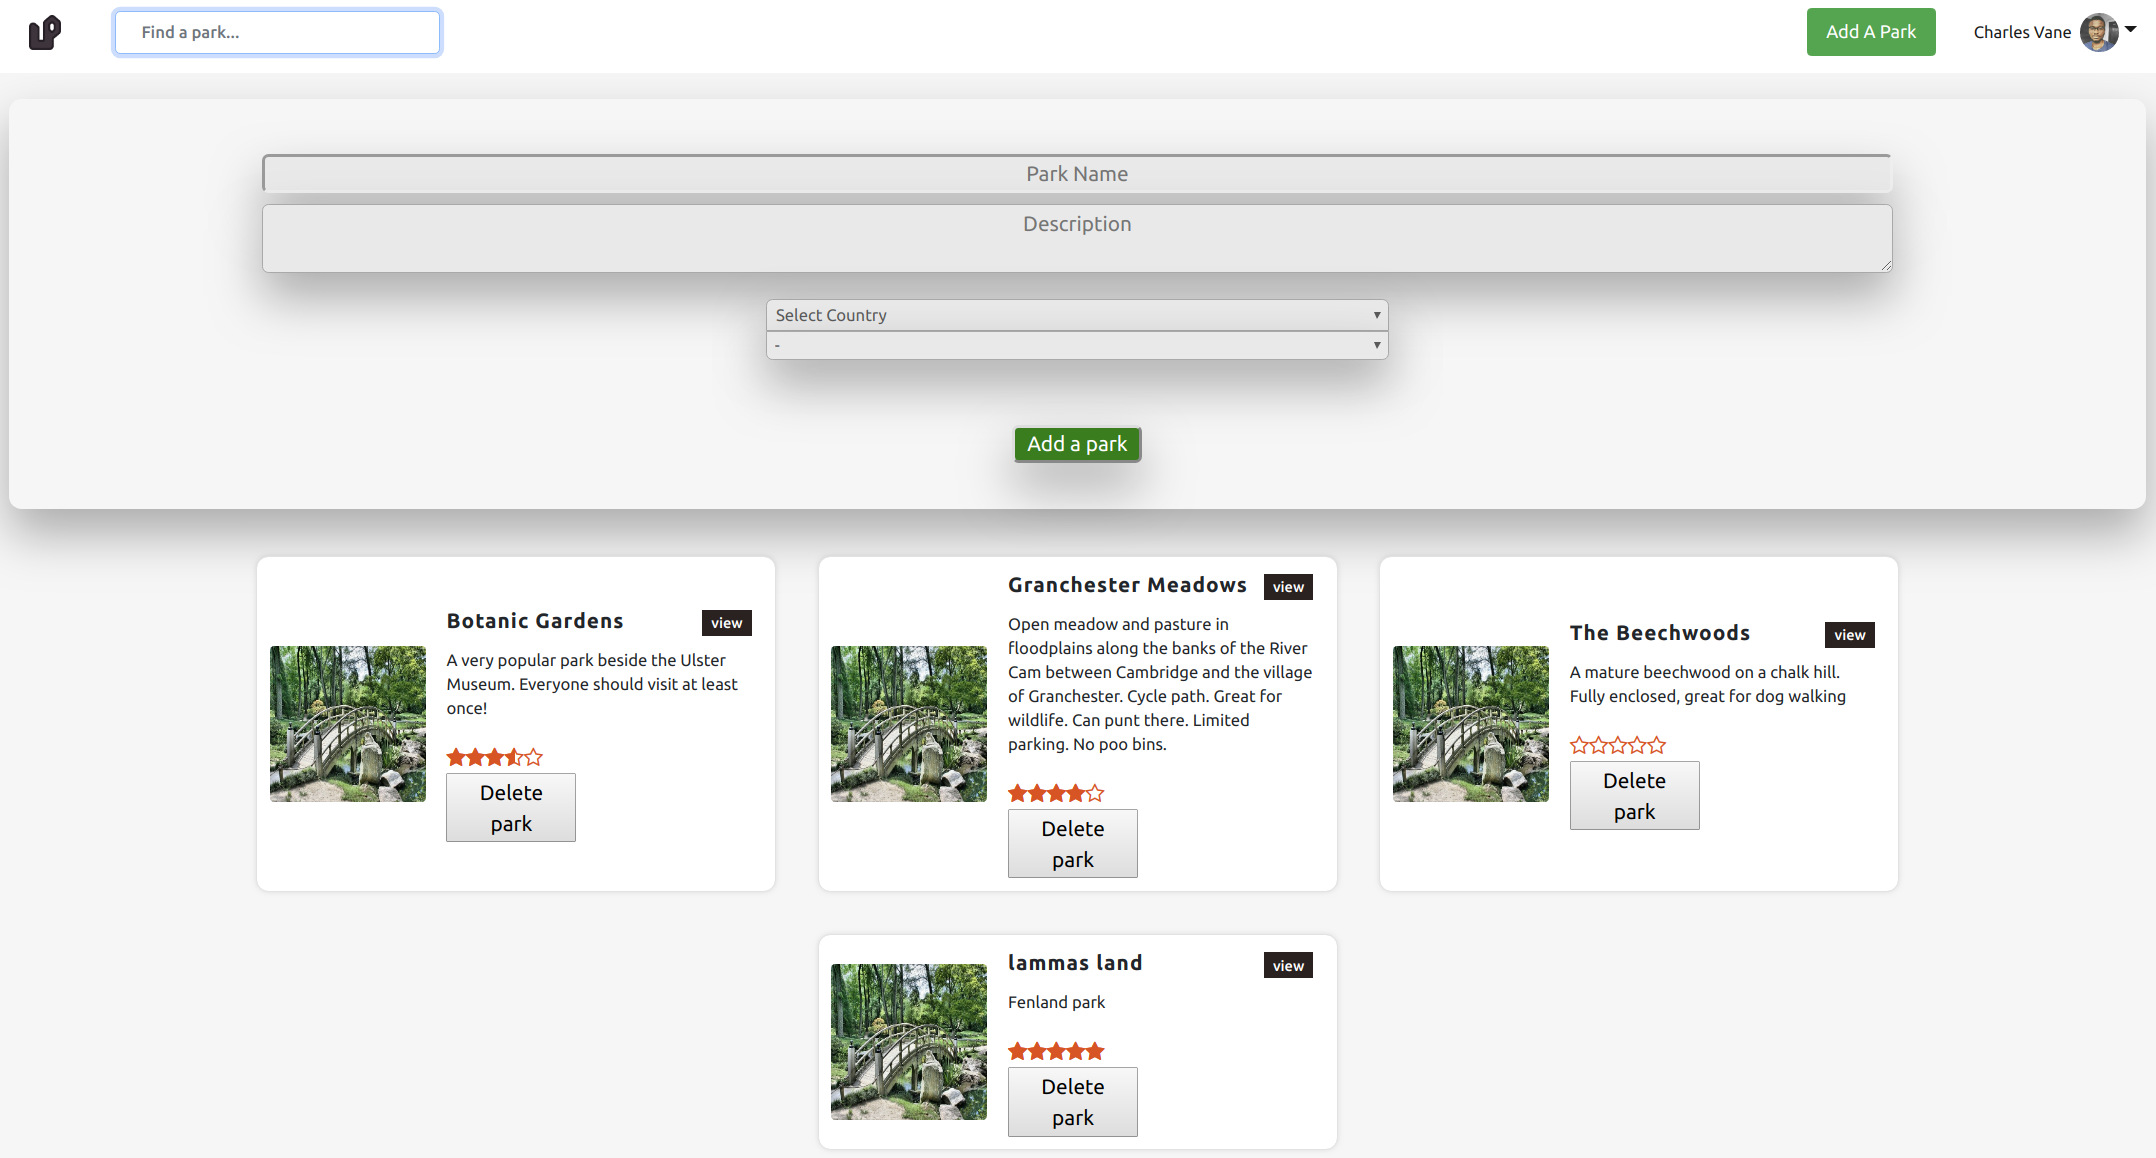 Find a park...
Add A Park
Charles Vane
Park Name
Description
Select Country
-
Add a park
Botanic Gardens
view
A very popular park beside the Ulster
Museum. Everyone should visit at least
once!
Delete
park
Granchester Meadows
view
Open meadow and pasture in
floodplains along the banks of the River
Cam between Cambridge and the village
of Granchester. Cycle path. Great for
wildlife. Can punt there. Limited
parking. No poo bins.
Delete
park
The Beechwoods
view
A mature beechwood on a chalk hill.
Fully enclosed, great for dog walking
Delete
park
lammas land
view
Fenland park
Delete
park